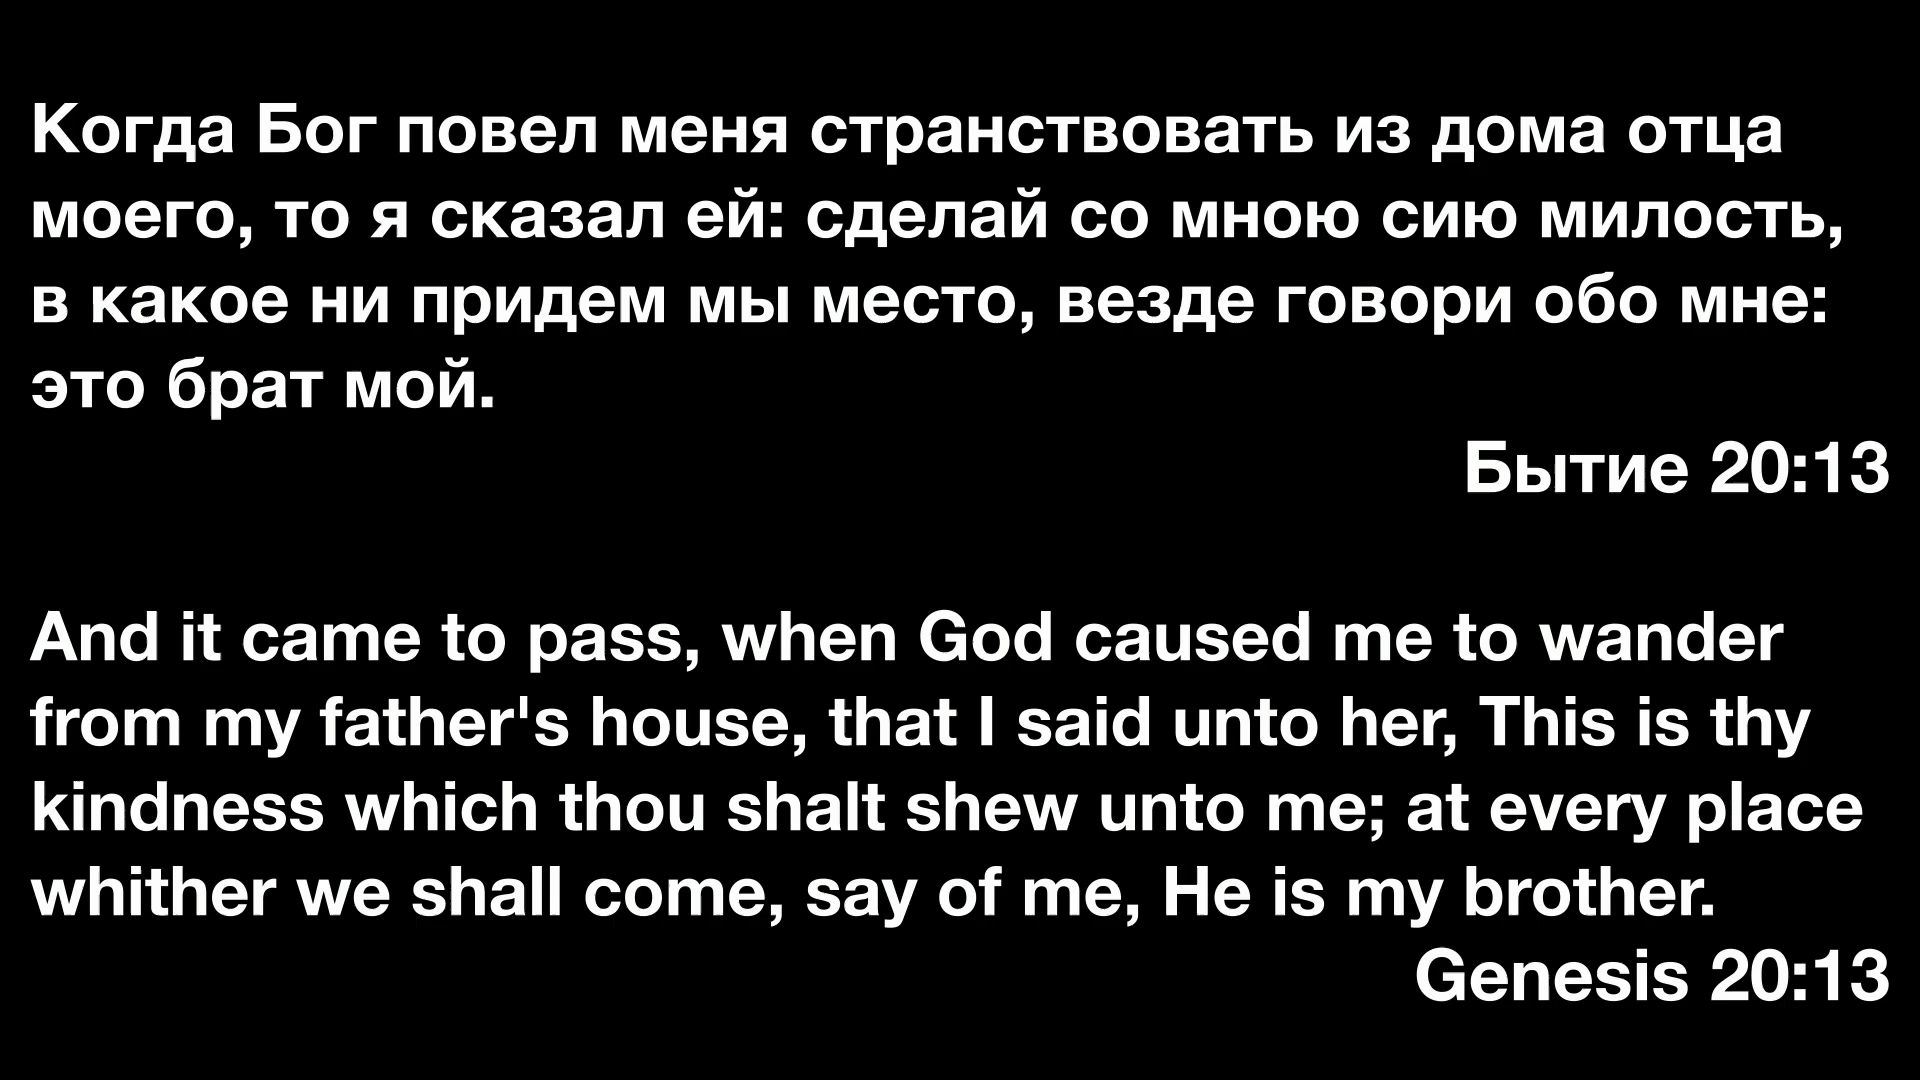 Когда Бог повел меня странствовать из дома отца
моего, то я сказал ей: сделай со мною сию милость,
в какое ни придем мы место, везде говори обо мне:
это брат мой.
Бытие 20:13
And it came to pass, when God caused me to wander
from my father's house, that I said unto her, This is thy
kindness which thou shalt shew unto me; at every place
whither we shall come, say of me, He is my brother.
Genesis 20:13